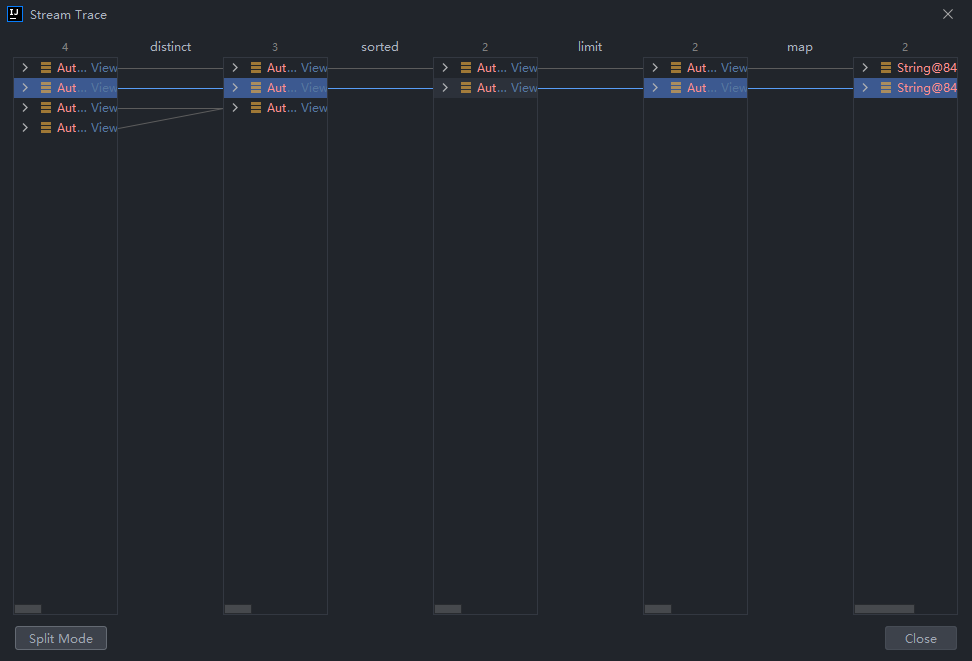 IJ Stream Trace
4 distinct 3 sorted 2 limit 2 map 2
Aut... View Aut... View Aut... View Aut... View String@84
Aut... View Aut... View Aut... View Aut... View String@84
Aut... View Aut... View
Aut... View
Split Mode Close